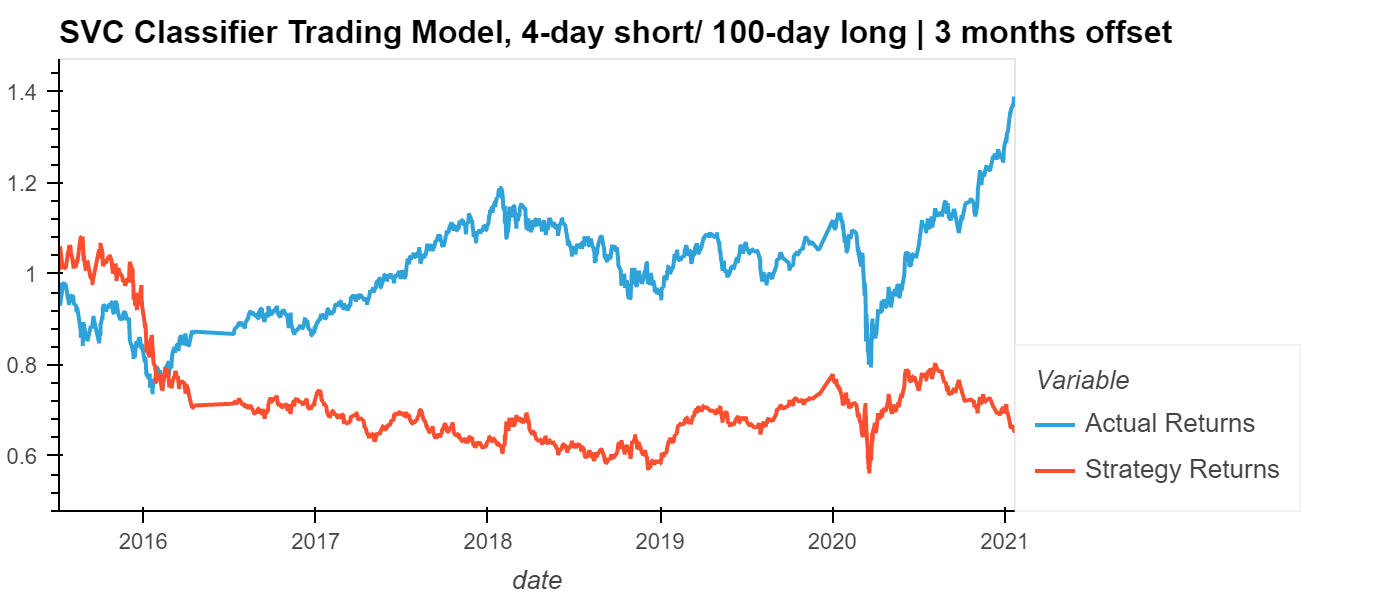 SVC Classifier Trading Model, 4-day short/ 100-day long | 3 months offset
1.4
1.2
1
0.8
0.6
2016 2017 2018 2019 2020 2021
date
Variable
Actual Returns
Strategy Returns